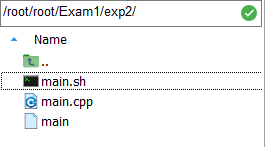 /root/root/Exam1/exp2/
Name
..
main.sh
main.cpp
main